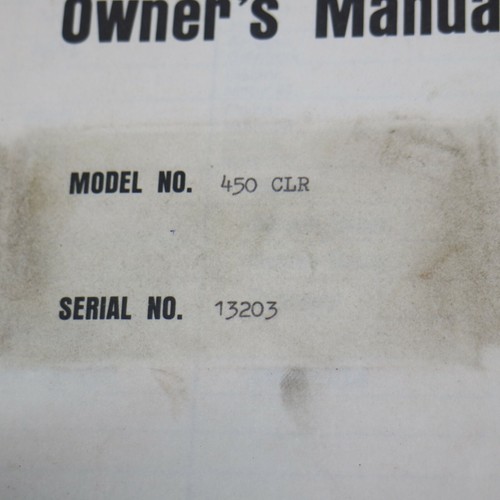 Owner's Manua
MODEL NO. 450 CLR
SERIAL NO. 13203